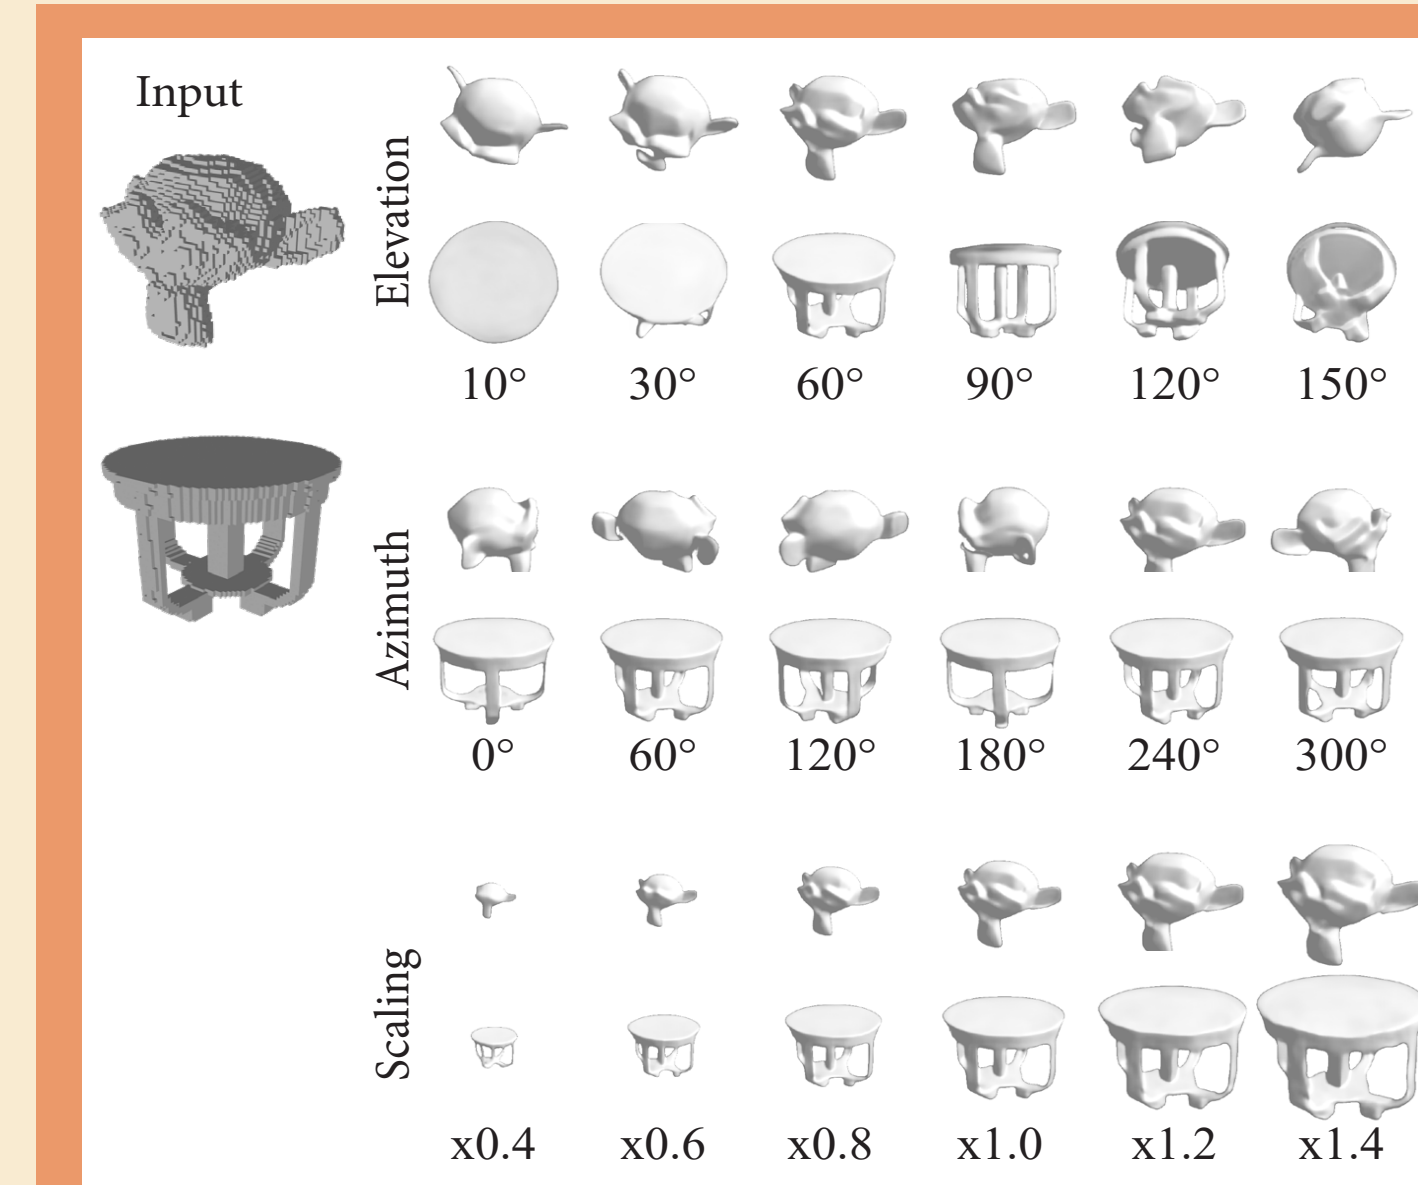 Input
Elevation
10° 30° 60° 90° 120° 150°
Azimuth
0° 60° 120° 180° 240° 300°
Scaling
x0.4 x0.6 x0.8 x1.0 x1.2 x1.4